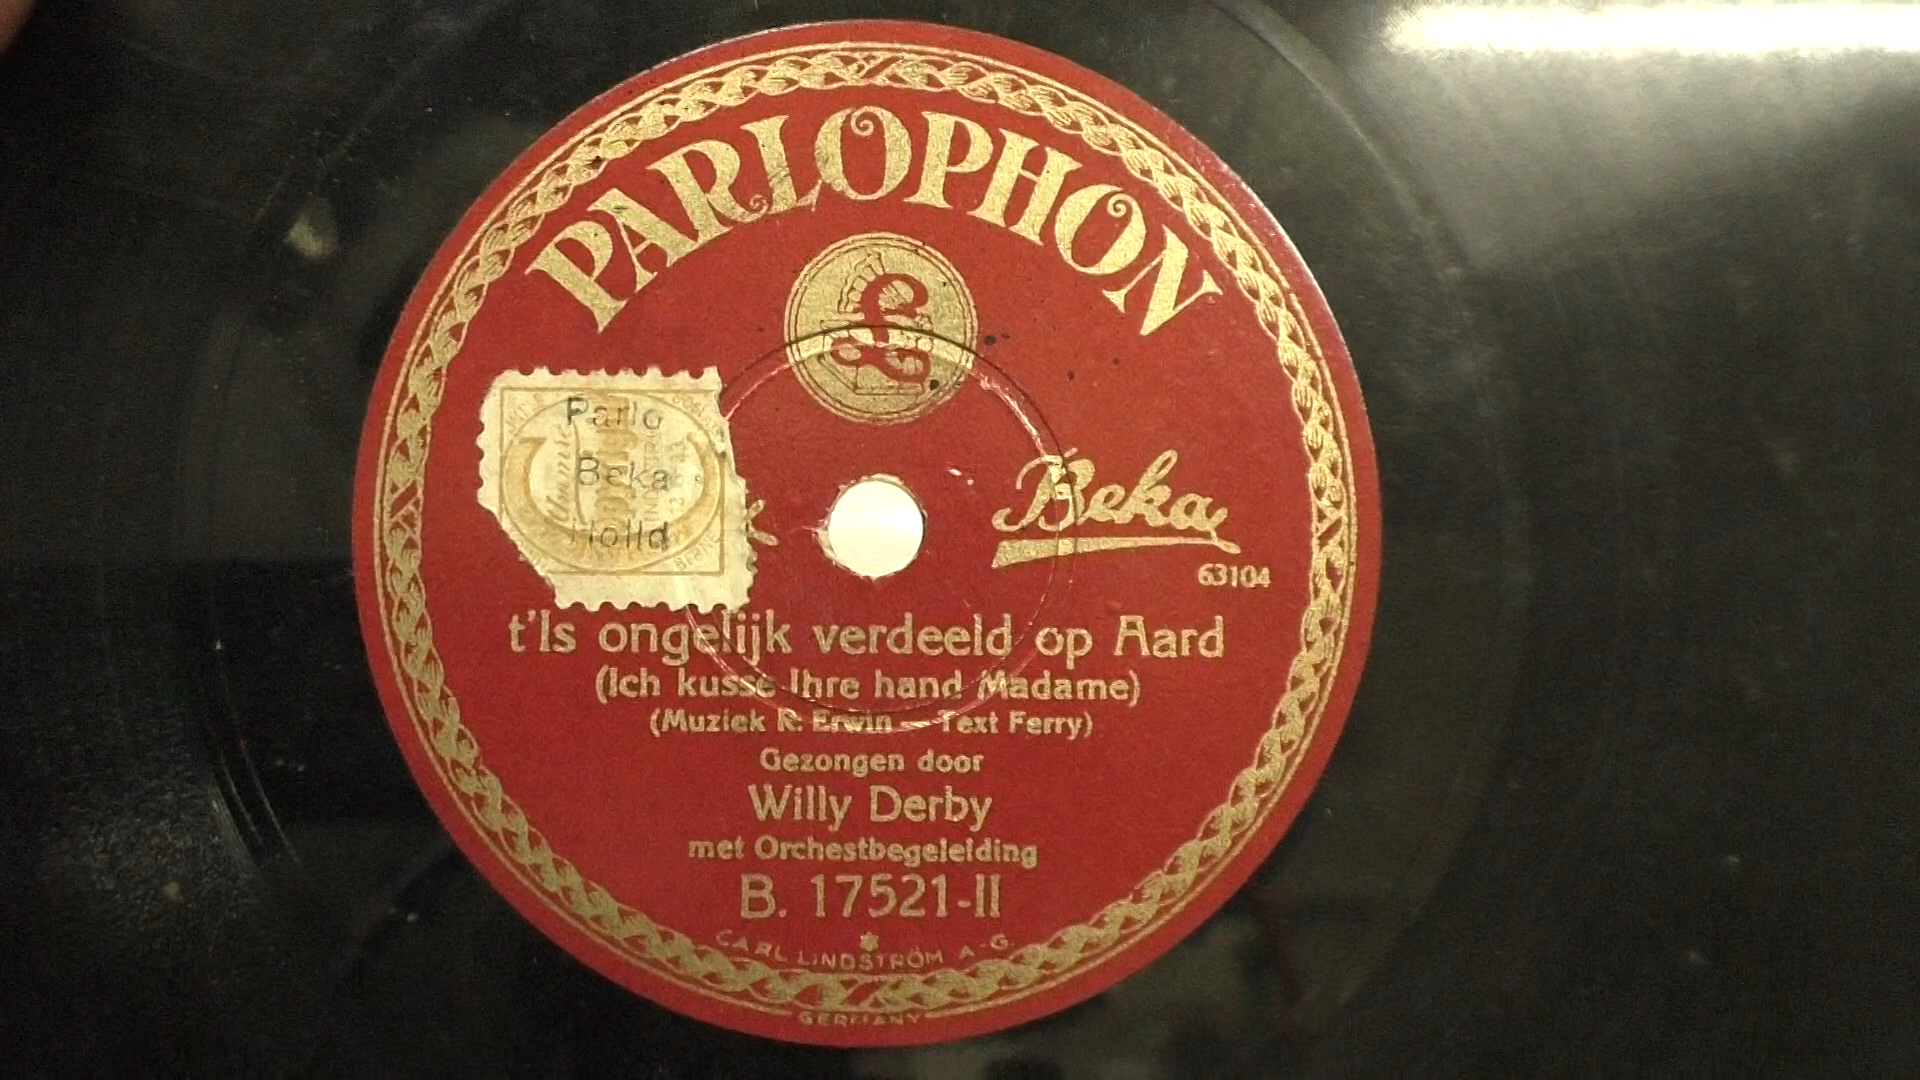 PARLOPHON
£
Parlo
Beka
Holld
Beka
63104
t'Is ongelijk verdeeld op Aard
(Ich kusse Ihre hand Madame)
(Muziek R. Erwin — Text Ferry)
Gezongen door
Willy Derby
met Orchestbegeleiding
B. 17521-II
CARL LINDSTRÖM A-G.
GERMANY